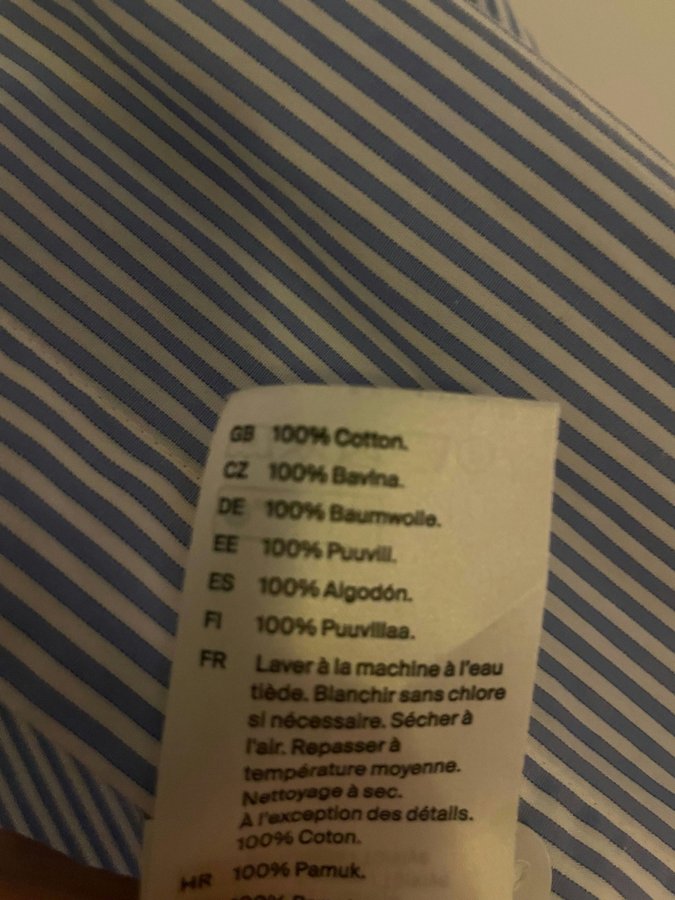 GB 100% Cotton.
CZ 100% Bavlna.
DE 100% Baumwolle.
EE 100% Puuvill.
ES 100% Algodón.
FI 100% Puuvillaa.
FR Laver à la machine à l'eau
tiède. Blanchir sans chlore
si nécessaire. Sécher à
l'air. Repasser à
température moyenne.
Nettoyage à sec.
À l'exception des détails.
100% Coton.
HR 100% Pamuk.
100%